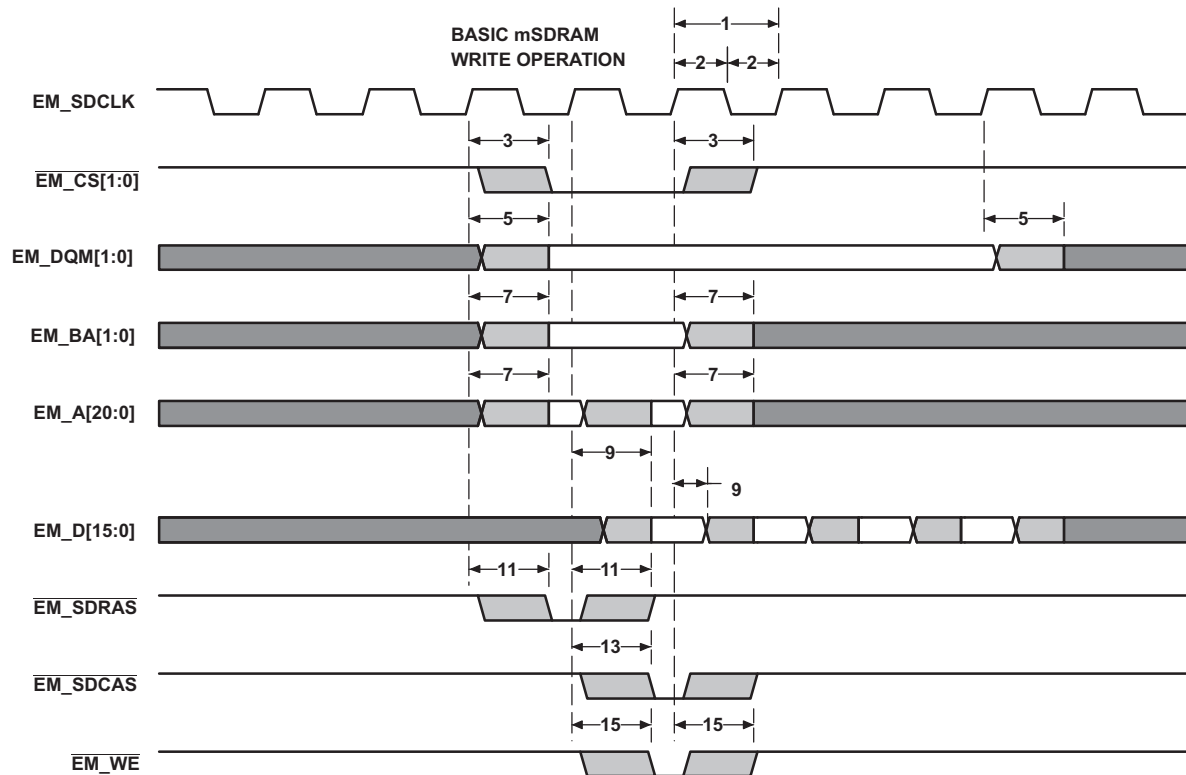 1
BASIC mSDRAM
WRITE OPERATION
2 2
EM_SDCLK
3 3
EM_CS[1:0]
5 5
EM_DQM[1:0]
7 7
EM_BA[1:0]
7 7
EM_A[20:0]
9
9
EM_D[15:0]
11 11
EM_SDRAS
13
EM_SDCAS
15 15
EM_WE